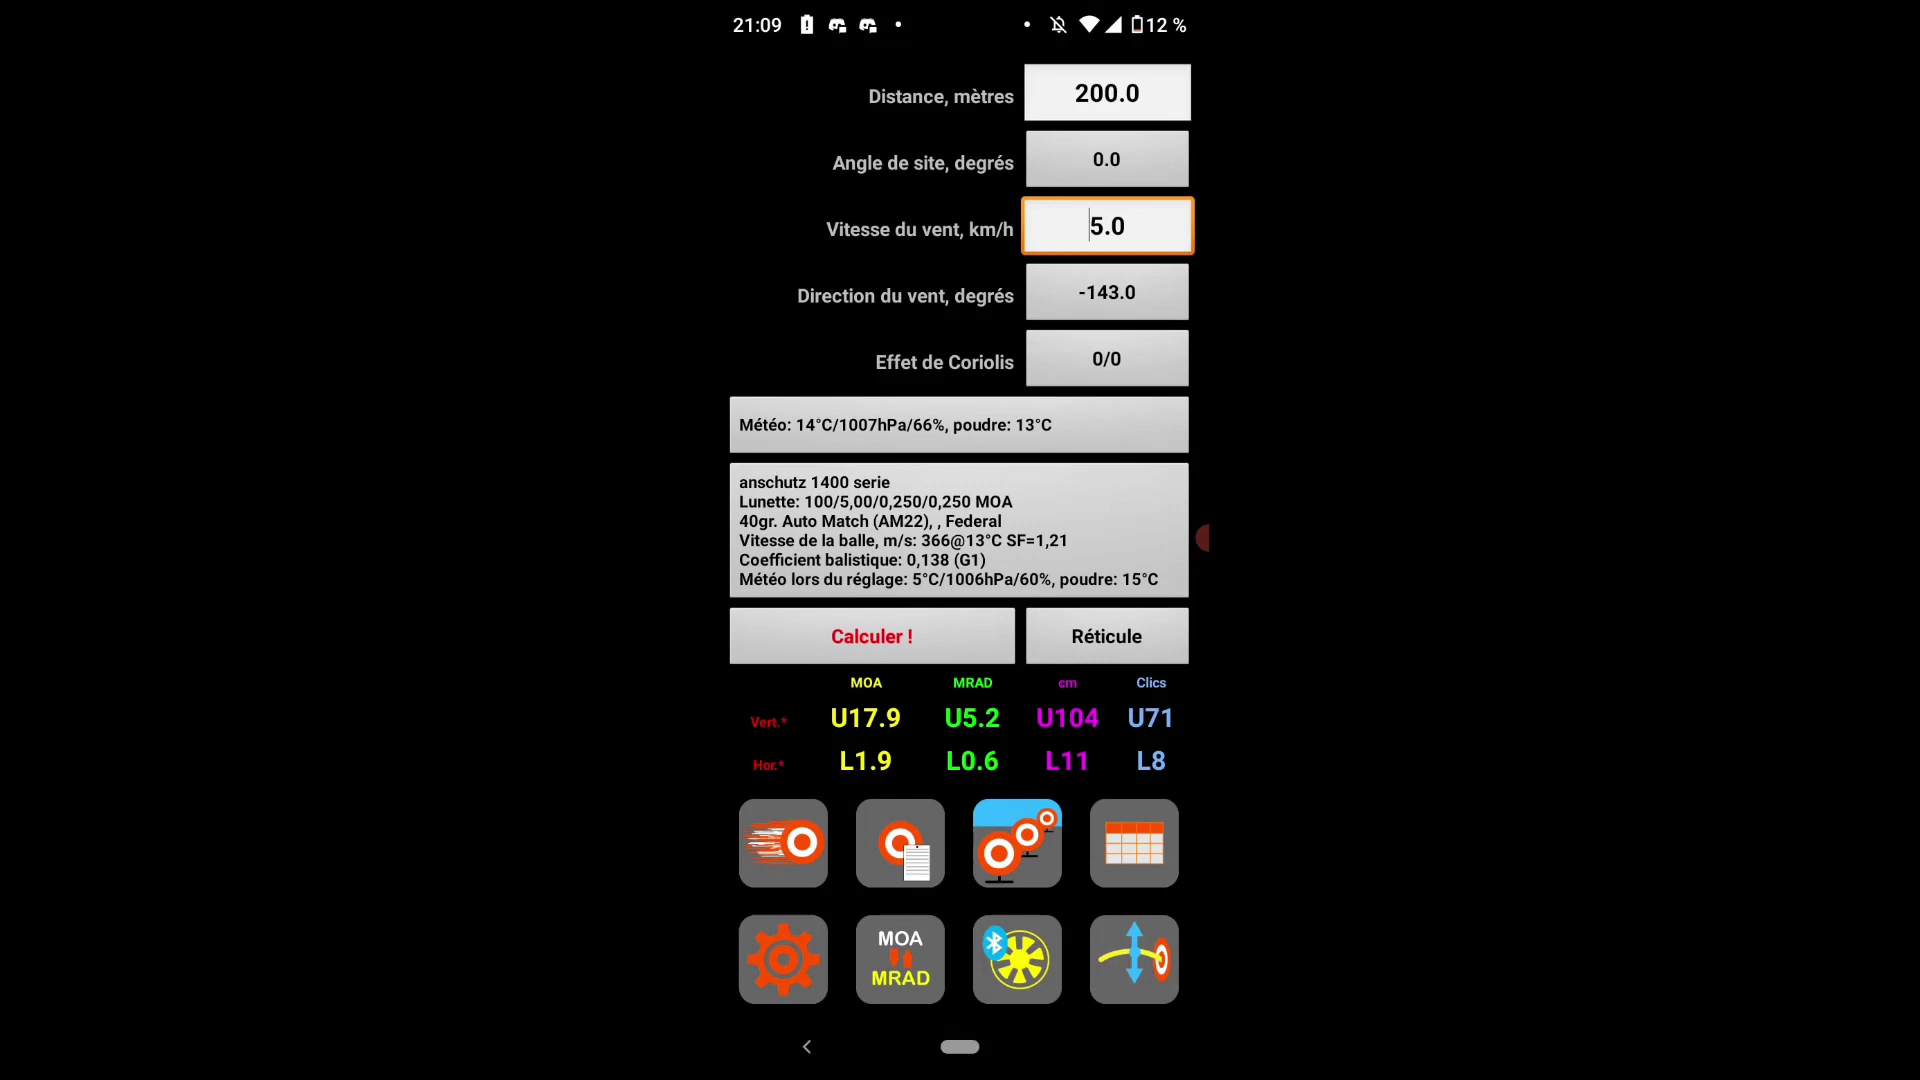 21:09 12 %
Distance, mètres 200.0
Angle de site, degrés 0.0
Vitesse du vent, km/h 5.0
Direction du vent, degrés -143.0
Effet de Coriolis 0/0
Météo: 14°C/1007hPa/66%, poudre: 13°C
anschutz 1400 serie
Lunette: 100/5,00/0,250/0,250 MOA
40gr. Auto Match (AM22), , Federal
Vitesse de la balle, m/s: 366@13°C SF=1,21
Coefficient balistique: 0,138 (G1)
Météo lors du réglage: 5°C/1006hPa/60%, poudre: 15°C
Calculer ! Réticule
MOA MRAD cm Clics
Vert.* U17.9 U5.2 U104 U71
Hor.* L1.9 L0.6 L11 L8
MOA
MRAD